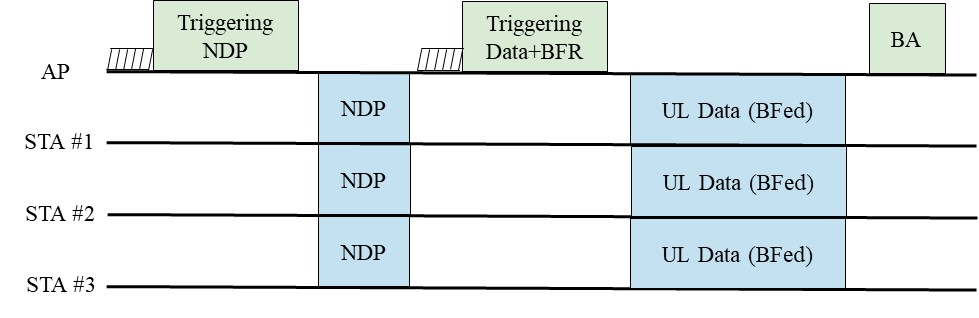 Triggering
NDP
Triggering
Data+BFR
BA
AP
NDP
UL Data (BFed)
STA #1
NDP
UL Data (BFed)
STA #2
NDP
UL Data (BFed)
STA #3